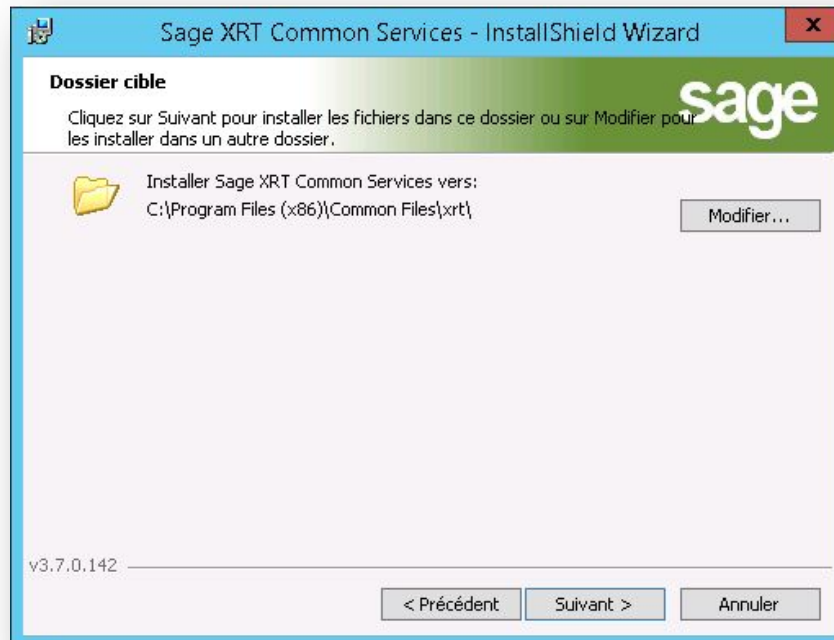 Sage XRT Common Services - InstallShield Wizard
x
Dossier cible
sage
Cliquez sur Suivant pour installer les fichiers dans ce dossier ou sur Modifier pour
les installer dans un autre dossier.
Installer Sage XRT Common Services vers:
C:\Program Files (x86)\Common Files\xrt\
Modifier...
v3.7.0.142
< Précédent
Suivant >
Annuler